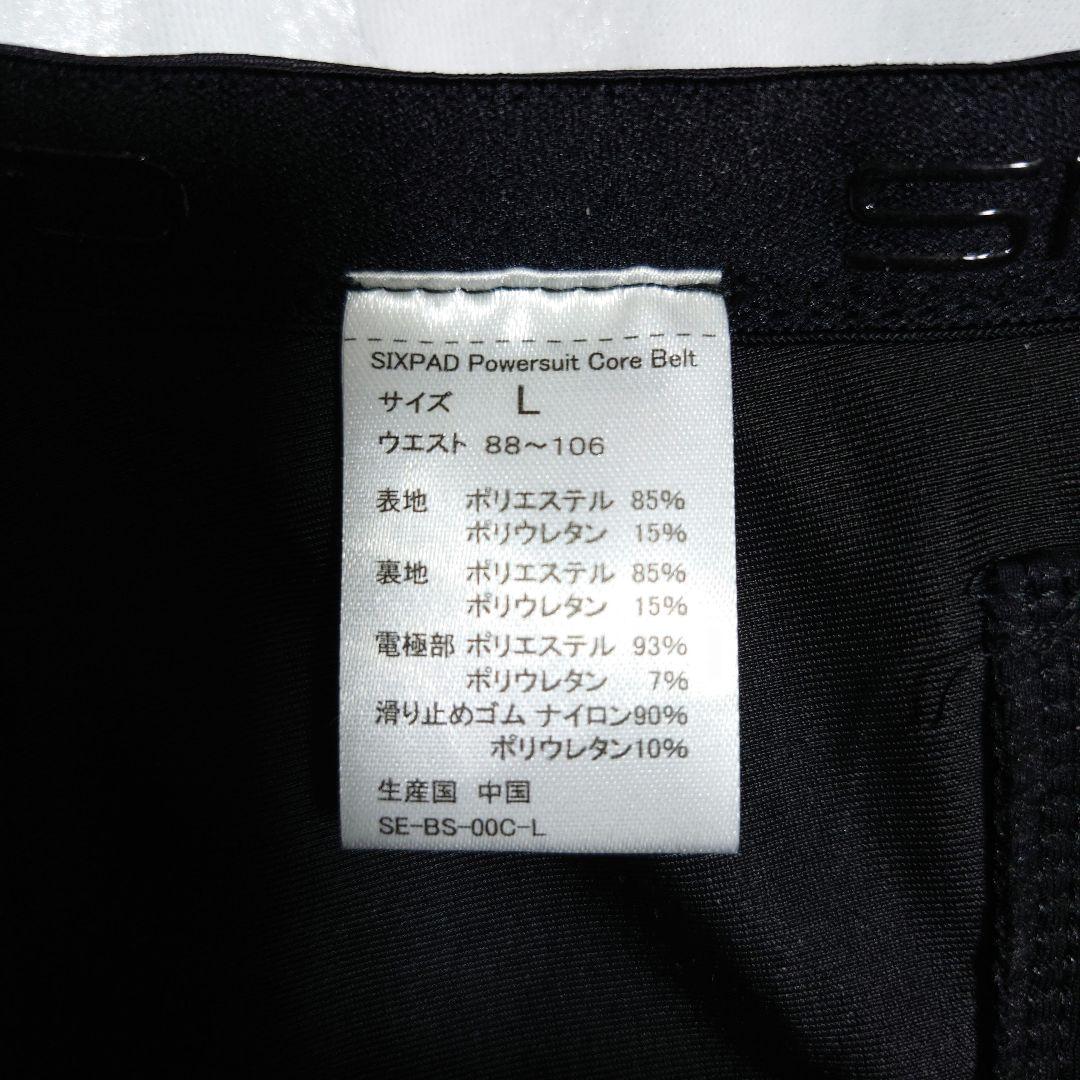 SIXPAD Powersuit Core Belt
サイズ L
ウエスト 88～106
表地 ポリエステル 85%
ポリウレタン 15%
裏地 ポリエステル 85%
ポリウレタン 15%
電極部 ポリエステル 93%
ポリウレタン 7%
滑り止めゴム ナイロン90%
ポリウレタン10%
生産国 中国
SE-BS-00C-L